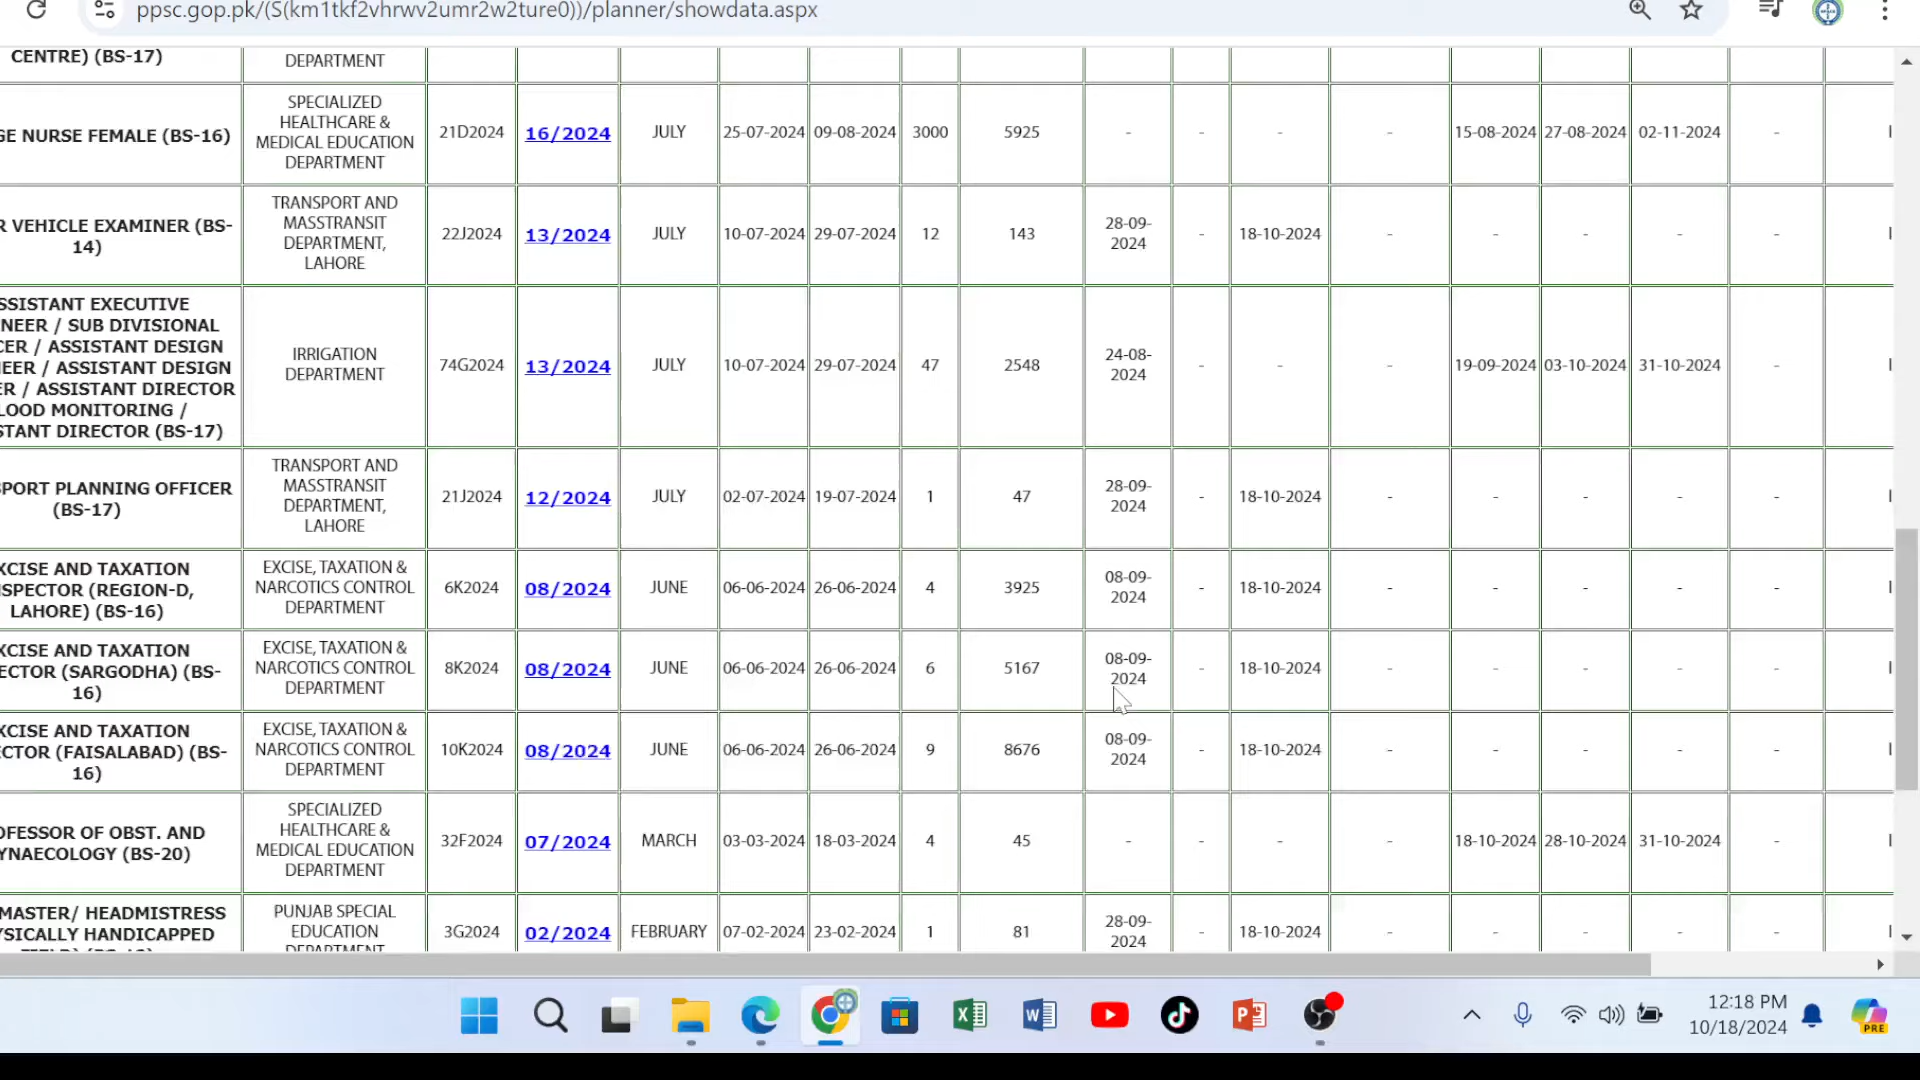 ppsc.gop.pk/(S(km1tkf2vhrwv2umr2w2ture0))/planner/showdata.aspx
CENTRE) (BS-17)
DEPARTMENT
GE NURSE FEMALE (BS-16)
SPECIALIZED
HEALTHCARE &
MEDICAL EDUCATION
DEPARTMENT
21D2024 16/2024 JULY 25-07-2024 09-08-2024 3000 5925 - - - - 15-08-2024 27-08-2024 02-11-2024 -
R VEHICLE EXAMINER (BS-
14)
TRANSPORT AND
MASSTRANSIT
DEPARTMENT,
LAHORE
22J2024 13/2024 JULY 10-07-2024 29-07-2024 12 143
28-09-
2024
- 18-10-2024 - - - - -
SSISTANT EXECUTIVE
NEER / SUB DIVISIONAL
CER / ASSISTANT DESIGN
NEER / ASSISTANT DESIGN
ER / ASSISTANT DIRECTOR
LOOD MONITORING /
STANT DIRECTOR (BS-17)
IRRIGATION
DEPARTMENT
74G2024 13/2024 JULY 10-07-2024 29-07-2024 47 2548
24-08-
2024
- - - 19-09-2024 03-10-2024 31-10-2024 -
SPORT PLANNING OFFICER
(BS-17)
TRANSPORT AND
MASSTRANSIT
DEPARTMENT,
LAHORE
21J2024 12/2024 JULY 02-07-2024 19-07-2024 1 47
28-09-
2024
- 18-10-2024 - - - - -
XCISE AND TAXATION
SPECTOR (REGION-D,
LAHORE) (BS-16)
EXCISE, TAXATION &
NARCOTICS CONTROL
DEPARTMENT
6K2024 08/2024 JUNE 06-06-2024 26-06-2024 4 3925
08-09-
2024
- 18-10-2024 - - - - -
XCISE AND TAXATION
ECTOR (SARGODHA) (BS-
16)
EXCISE, TAXATION &
NARCOTICS CONTROL
DEPARTMENT
8K2024 08/2024 JUNE 06-06-2024 26-06-2024 6 5167
08-09-
2024
- 18-10-2024 - - - - -
XCISE AND TAXATION
ECTOR (FAISALABAD) (BS-
16)
EXCISE, TAXATION &
NARCOTICS CONTROL
DEPARTMENT
10K2024 08/2024 JUNE 06-06-2024 26-06-2024 9 8676
08-09-
2024
- 18-10-2024 - - - - -
OFESSOR OF OBST. AND
YNAECOLOGY (BS-20)
SPECIALIZED
HEALTHCARE &
MEDICAL EDUCATION
DEPARTMENT
32F2024 07/2024 MARCH 03-03-2024 18-03-2024 4 45 - - - - 18-10-2024 28-10-2024 31-10-2024 -
MASTER/ HEADMISTRESS
YSICALLY HANDICAPPED
PUNJAB SPECIAL
EDUCATION
DEPARTMENT
3G2024 02/2024 FEBRUARY 07-02-2024 23-02-2024 1 81
28-09-
2024
- 18-10-2024 - - - - -
12:18 PM
10/18/2024
PRE